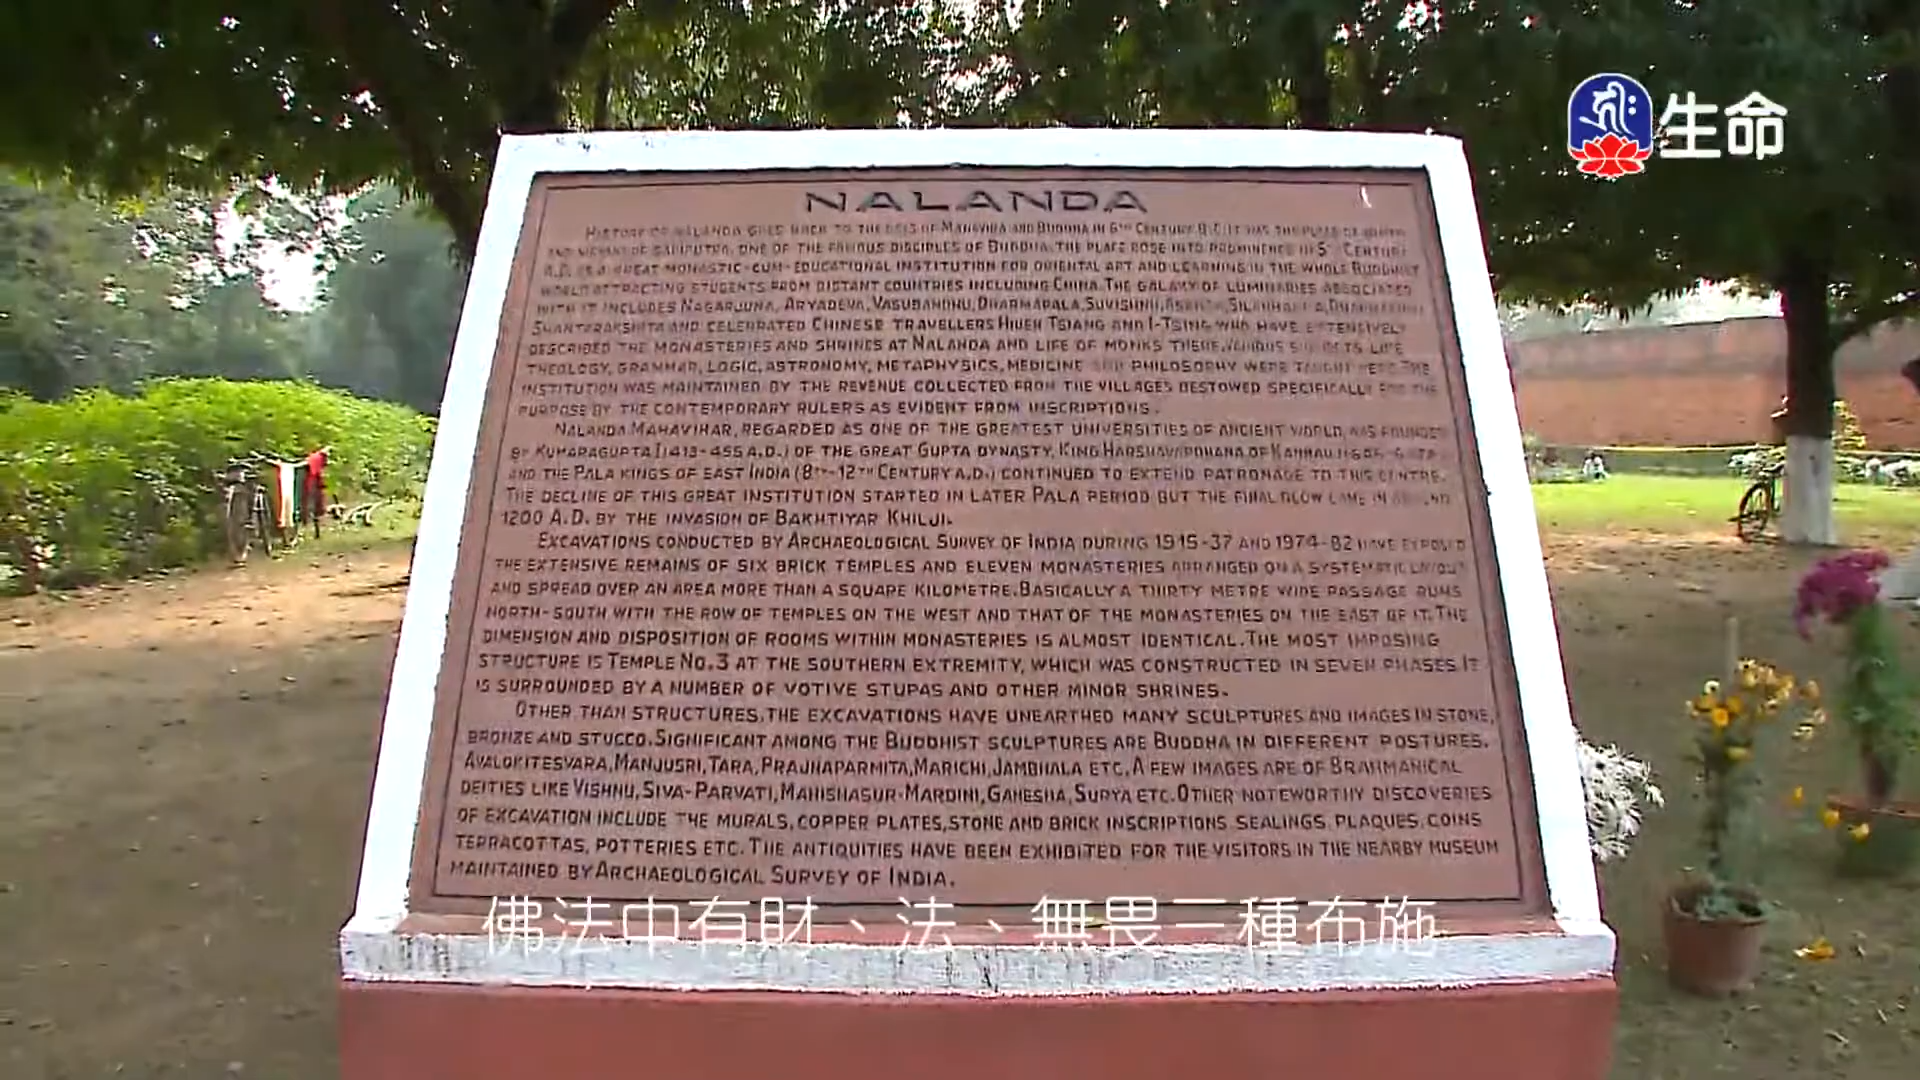 生命
NALANDA
HISTORY OF NALANDA GOES BACK TO THE DAYS OF MAHAVIRA AND BUDDHA IN 6TH CENTURY B.C. IT WAS THE PLACE OF BIRTH
AND NIRVANA OF SARIPUTRA, ONE OF THE FAMOUS DISCIPLES OF BUDDHA. THE PLACE ROSE INTO PROMINENCE IN 5TH CENTURY
A.D. AS A GREAT MONASTIC-CUM-EDUCATIONAL INSTITUTION FOR ORIENTAL ART AND LEARNING IN THE WHOLE BUDDHIST
WORLD ATTRACTING STUDENTS FROM DISTANT COUNTRIES INCLUDING CHINA. THE GALAXY OF LUMINARIES ASSOCIATED
WITH IT INCLUDES NAGARJUNA, ARYADEVA, VASUBANDHU, DHARMAPALA, SUVISHNU,
SHANTARAKSHITA AND CELEBRATED CHINESE TRAVELLERS HIUEN TSIANG AND I-TSING WHO HAVE EXTENSIVELY
DESCRIBED THE MONASTERIES AND SHRINES AT NALANDA AND LIFE OF MONKS THERE. VARIOUS SUBJECTS LIKE
THEOLOGY, GRAMMAR, LOGIC, ASTRONOMY, METAPHYSICS, MEDICINE AND PHILOSOPHY WERE TAUGHT HERE. THE
INSTITUTION WAS MAINTAINED BY THE REVENUE COLLECTED FROM THE VILLAGES BESTOWED SPECIFICALLY FOR THE
PURPOSE BY THE CONTEMPORARY RULERS AS EVIDENT FROM INSCRIPTIONS.
NALANDA MAHAVIHAR, REGARDED AS ONE OF THE GREATEST UNIVERSITIES OF ANCIENT WORLD, WAS FOUNDED
BY KUMARAGUPTA I (413-455 A.D.) OF THE GREAT GUPTA DYNASTY. KING HARSHAVARDHANA OF KANNAUJ
AND THE PALA KINGS OF EAST INDIA (8TH-12TH CENTURY A.D.) CONTINUED TO EXTEND PATRONAGE TO THIS CENTRE.
THE DECLINE OF THIS GREAT INSTITUTION STARTED IN LATER PALA PERIOD BUT THE FINAL BLOW CAME IN AROUND
1200 A.D. BY THE INVASION OF BAKHTIYAR KHILJI.
EXCAVATIONS CONDUCTED BY ARCHAEOLOGICAL SURVEY OF INDIA DURING 1915-37 AND 1974-82 HAVE EXPOSED
THE EXTENSIVE REMAINS OF SIX BRICK TEMPLES AND ELEVEN MONASTERIES ARRANGED ON A SYSTEMATIC LAYOUT
AND SPREAD OVER AN AREA MORE THAN A SQUARE KILOMETRE. BASICALLY A THIRTY METRE WIDE PASSAGE RUNS
NORTH-SOUTH WITH THE ROW OF TEMPLES ON THE WEST AND THAT OF THE MONASTERIES ON THE EAST OF IT. THE
DIMENSION AND DISPOSITION OF ROOMS WITHIN MONASTERIES IS ALMOST IDENTICAL. THE MOST IMPOSING
STRUCTURE IS TEMPLE NO.3 AT THE SOUTHERN EXTREMITY, WHICH WAS CONSTRUCTED IN SEVEN PHASES. IT
IS SURROUNDED BY A NUMBER OF VOTIVE STUPAS AND OTHER MINOR SHRINES.
OTHER THAN STRUCTURES, THE EXCAVATIONS HAVE UNEARTHED MANY SCULPTURES AND IMAGES IN STONE,
BRONZE AND STUCCO. SIGNIFICANT AMONG THE BUDDHIST SCULPTURES ARE BUDDHA IN DIFFERENT POSTURES,
AVALOKITESVARA, MANJUSRI, TARA, PRAJNAPARMITA, MARICHI, JAMBHALA ETC. A FEW IMAGES ARE OF BRAHMANICAL
DEITIES LIKE VISHNU, SIVA-PARVATI, MAHISHASUR-MARDINI, GANESHA, SURYA ETC. OTHER NOTEWORTHY DISCOVERIES
OF EXCAVATION INCLUDE THE MURALS, COPPER PLATES, STONE AND BRICK INSCRIPTIONS, SEALINGS, PLAQUES, COINS
TERRACOTTAS, POTTERIES ETC. THE ANTIQUITIES HAVE BEEN EXHIBITED FOR THE VISITORS IN THE NEARBY MUSEUM
MAINTAINED BY ARCHAEOLOGICAL SURVEY OF INDIA.
佛法中有財、法、無畏三種布施